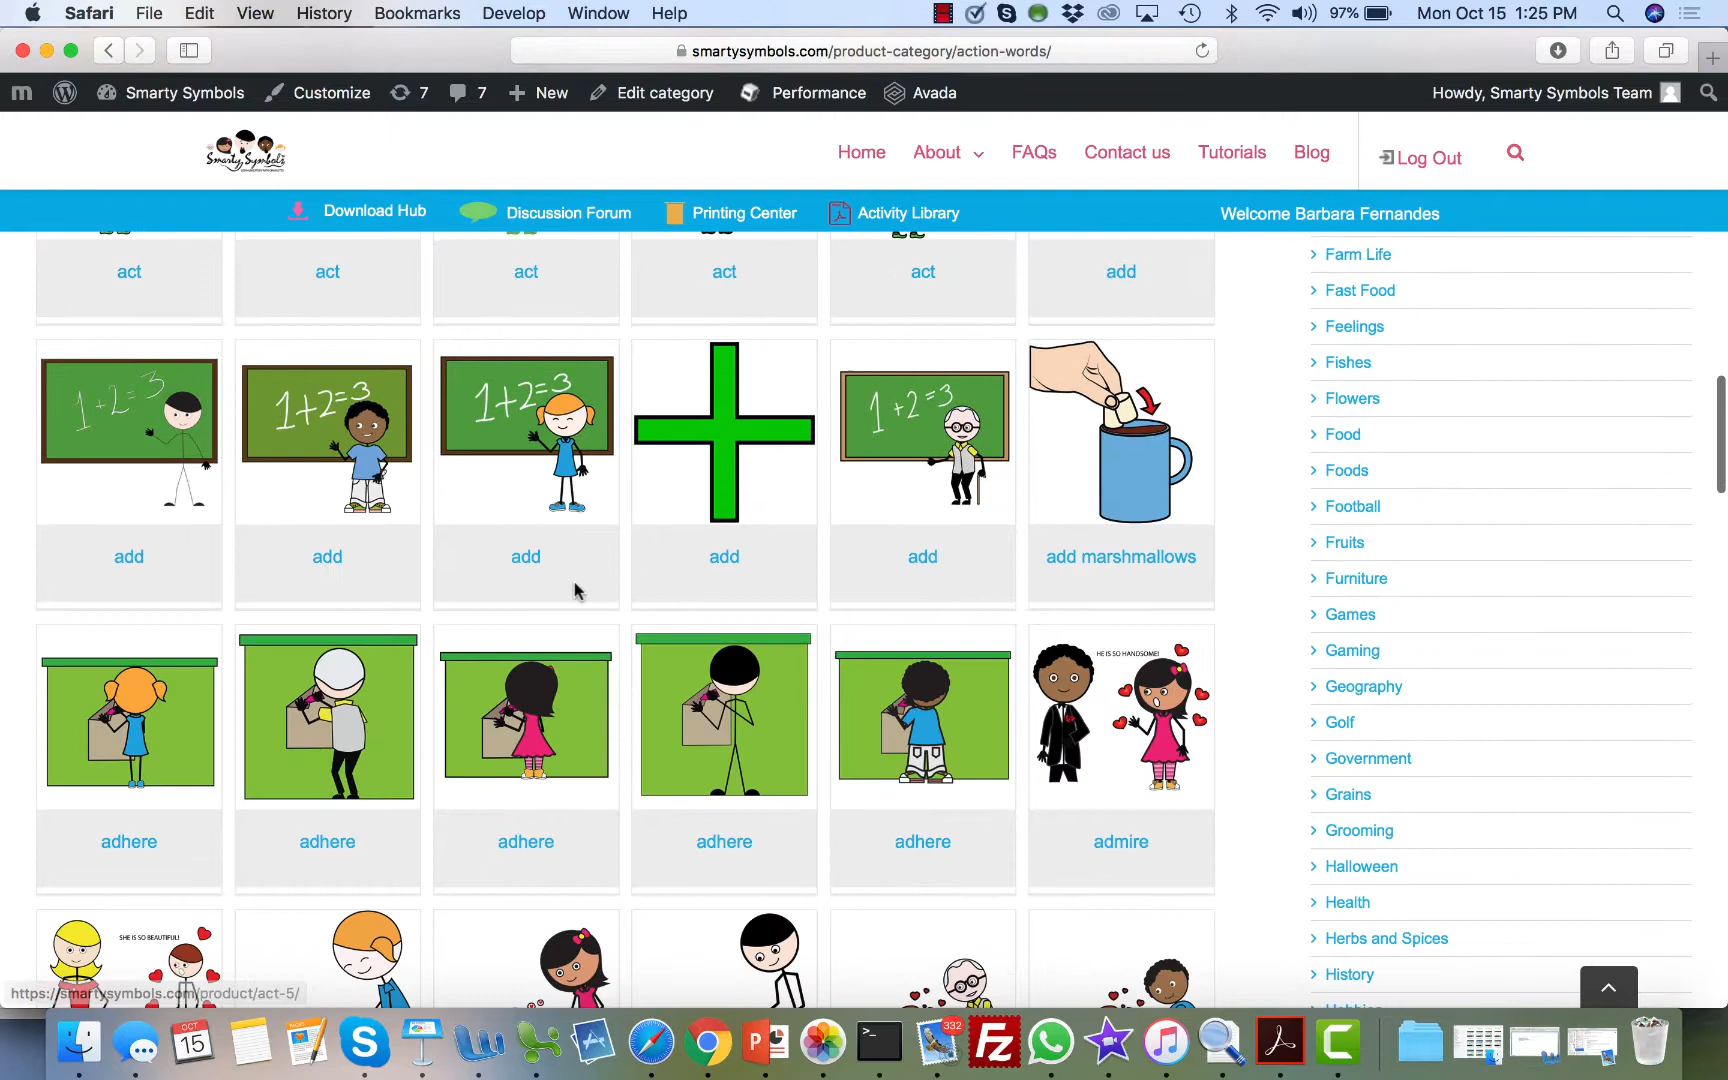 Safari File Edit View History Bookmarks Develop Window Help 97% Mon Oct 15 1:25 PM
smartysymbols.com/product-category/action-words/
Smarty Symbols Customize 7 7 New Edit category Performance Avada Howdy, Smarty Symbols Team
Smarty Symbols
Home About FAQs Contact us Tutorials Blog Log Out
Download Hub Discussion Forum Printing Center Activity Library Welcome Barbara Fernandes
act act act act act add
1+2=3 1+2=3 1+2=3 1+2=3
add add add add add add marshmallows
HE IS SO HANDSOME!
adhere adhere adhere adhere adhere admire
SHE IS SO BEAUTIFUL!
Farm Life
Fast Food
Feelings
Fishes
Flowers
Food
Foods
Football
Fruits
Furniture
Games
Gaming
Geography
Golf
Government
Grains
Grooming
Halloween
Health
Herbs and Spices
History
https://smartysymbols.com/product/act-5/
OCT
15
332